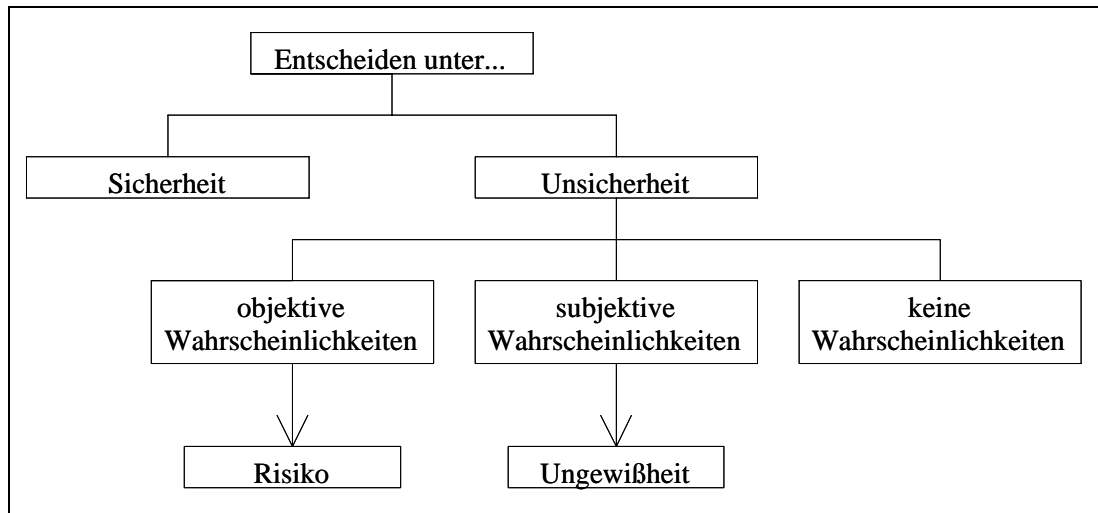 Entscheiden unter...
Sicherheit
Unsicherheit
objektive
Wahrscheinlichkeiten
subjektive
Wahrscheinlichkeiten
keine
Wahrscheinlichkeiten
Risiko
Ungewißheit